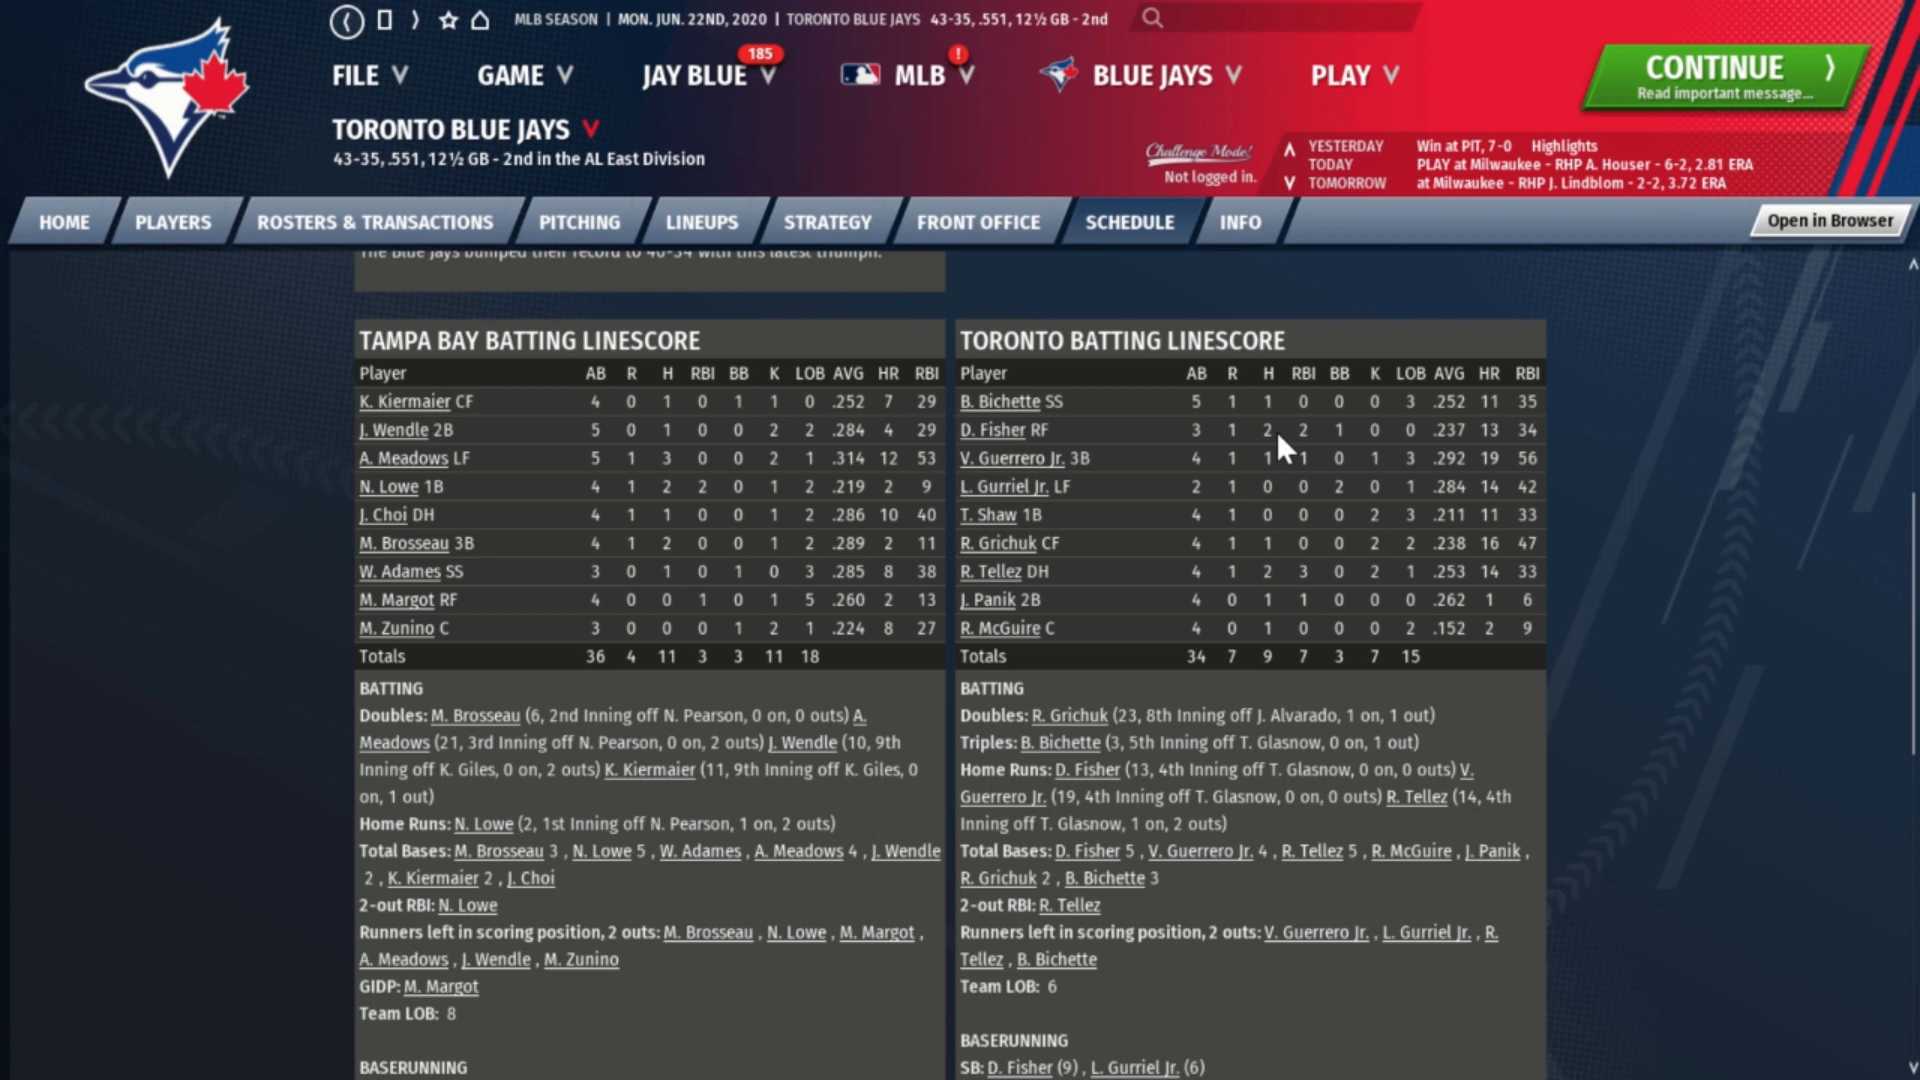 MLB SEASON | MON. JUN. 22ND, 2020 | TORONTO BLUE JAYS 43-35, .551, 12½ GB - 2nd
185
!
FILE GAME JAY BLUE MLB BLUE JAYS PLAY
CONTINUE
Read important message...
TORONTO BLUE JAYS
43-35, .551, 12½ GB - 2nd in the AL East Division
Challenge Mode!
Not logged in.
YESTERDAY Win at PIT, 7-0 Highlights
TODAY PLAY at Milwaukee - RHP A. Houser - 6-2, 2.81 ERA
TOMORROW at Milwaukee - RHP J. Lindblom - 2-2, 3.72 ERA
HOME PLAYERS ROSTERS & TRANSACTIONS PITCHING LINEUPS STRATEGY FRONT OFFICE SCHEDULE INFO Open in Browser
The Blue Jays bumped their record to 40-34 with this latest triumph.
TAMPA BAY BATTING LINESCORE
Player AB R H RBI BB K LOB AVG HR RBI
K. Kiermaier CF 4 0 1 0 1 1 0 .252 7 29
J. Wendle 2B 5 0 1 0 0 2 2 .284 4 29
A. Meadows LF 5 1 3 0 0 2 1 .314 12 53
N. Lowe 1B 4 1 2 2 0 1 2 .219 2 9
J. Choi DH 4 1 1 0 0 1 2 .286 10 40
M. Brosseau 3B 4 1 2 0 0 1 2 .289 2 11
W. Adames SS 3 0 1 0 1 0 3 .285 8 38
M. Margot RF 4 0 0 1 0 1 5 .260 2 13
M. Zunino C 3 0 0 0 1 2 1 .224 8 27
Totals 36 4 11 3 3 11 18
BATTING
Doubles: M. Brosseau (6, 2nd Inning off N. Pearson, 0 on, 0 outs) A.
Meadows (21, 3rd Inning off N. Pearson, 0 on, 2 outs) J. Wendle (10, 9th
Inning off K. Giles, 0 on, 2 outs) K. Kiermaier (11, 9th Inning off K. Giles, 0
on, 1 out)
Home Runs: N. Lowe (2, 1st Inning off N. Pearson, 1 on, 2 outs)
Total Bases: M. Brosseau 3 , N. Lowe 5 , W. Adames , A. Meadows 4 , J. Wendle
2 , K. Kiermaier 2 , J. Choi
2-out RBI: N. Lowe
Runners left in scoring position, 2 outs: M. Brosseau , N. Lowe , M. Margot ,
A. Meadows , J. Wendle , M. Zunino
GIDP: M. Margot
Team LOB: 8
BASERUNNING
TORONTO BATTING LINESCORE
Player AB R H RBI BB K LOB AVG HR RBI
B. Bichette SS 5 1 1 0 0 0 3 .252 11 35
D. Fisher RF 3 1 2 2 1 0 0 .237 13 34
V. Guerrero Jr. 3B 4 1 1 1 0 1 3 .292 19 56
L. Gurriel Jr. LF 2 1 0 0 2 0 1 .284 14 42
T. Shaw 1B 4 1 0 0 0 2 3 .211 11 33
R. Grichuk CF 4 1 1 0 0 2 2 .238 16 47
R. Tellez DH 4 1 2 3 0 2 1 .253 14 33
J. Panik 2B 4 0 1 1 0 0 0 .262 1 6
R. McGuire C 4 0 1 0 0 0 2 .152 2 9
Totals 34 7 9 7 3 7 15
BATTING
Doubles: R. Grichuk (23, 8th Inning off J. Alvarado, 1 on, 1 out)
Triples: B. Bichette (3, 5th Inning off T. Glasnow, 0 on, 1 out)
Home Runs: D. Fisher (13, 4th Inning off T. Glasnow, 0 on, 0 outs) V.
Guerrero Jr. (19, 4th Inning off T. Glasnow, 0 on, 0 outs) R. Tellez (14, 4th
Inning off T. Glasnow, 1 on, 2 outs)
Total Bases: D. Fisher 5 , V. Guerrero Jr. 4 , R. Tellez 5 , R. McGuire , J. Panik ,
R. Grichuk 2 , B. Bichette 3
2-out RBI: R. Tellez
Runners left in scoring position, 2 outs: V. Guerrero Jr. , L. Gurriel Jr. , R.
Tellez , B. Bichette
Team LOB: 6
BASERUNNING
SB: D. Fisher (9) , L. Gurriel Jr. (6)